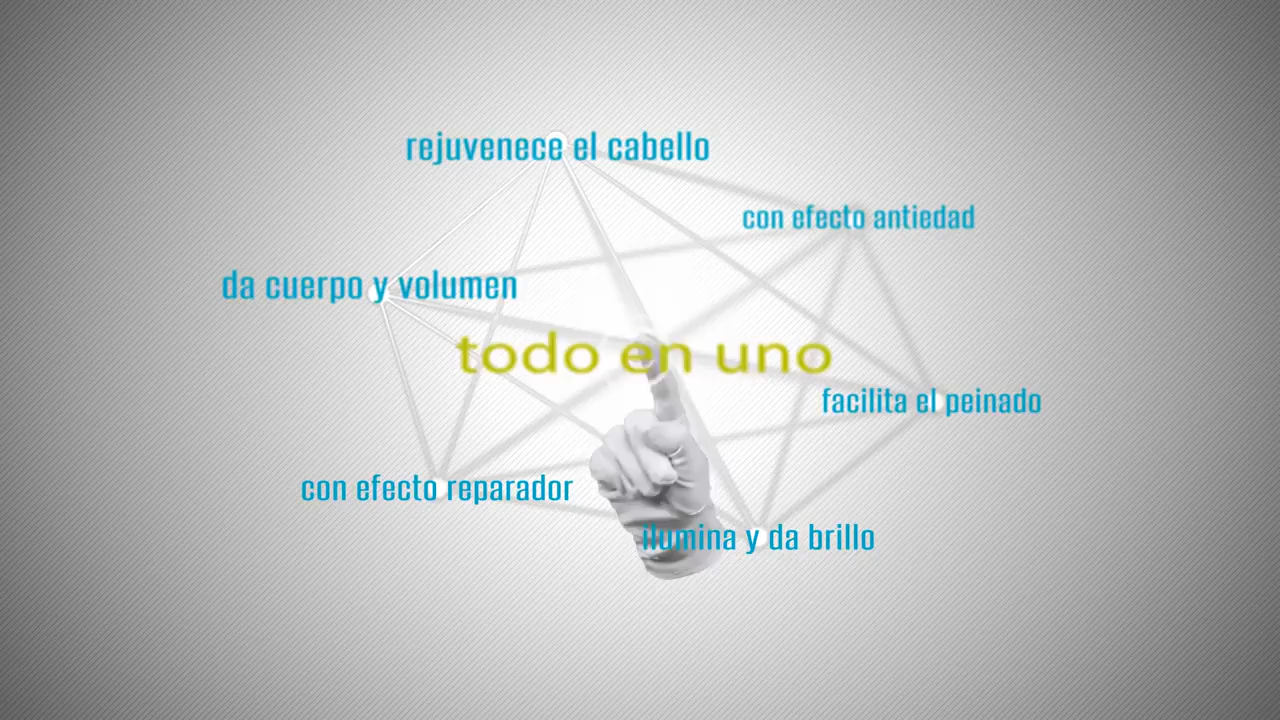 rejuvenece el cabello
con efecto antiedad
da cuerpo y volumen
todo en uno
facilita el peinado
con efecto reparador
ilumina y da brillo